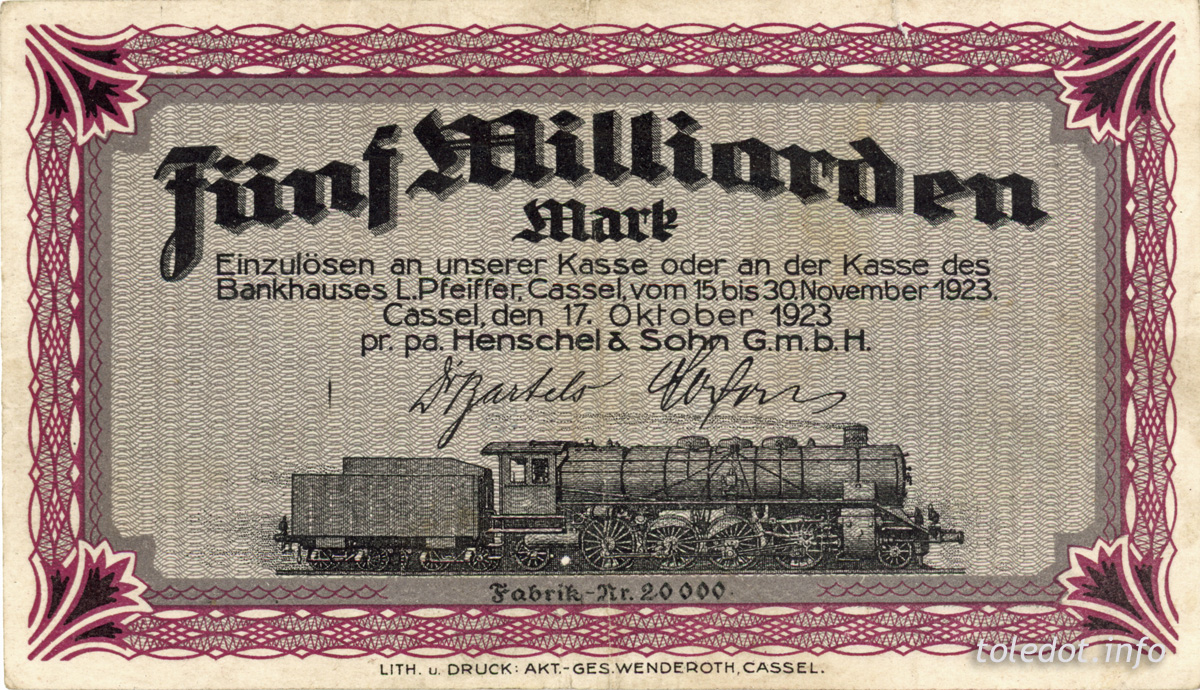 Fünf Milliarden
Mark
Einzulösen an unserer Kasse oder an der Kasse des
Bankhauses L. Pfeiffer, Cassel, vom 15 bis 30. November 1923.
Cassel, den 17. Oktober 1923
pr. pa. Henschel & Sohn G.m.b.H.
Dr Bartels
Fabrik-Nr. 20000.
LITH. u. DRUCK: AKT.-GES. WENDEROTH, CASSEL.
toledot.info